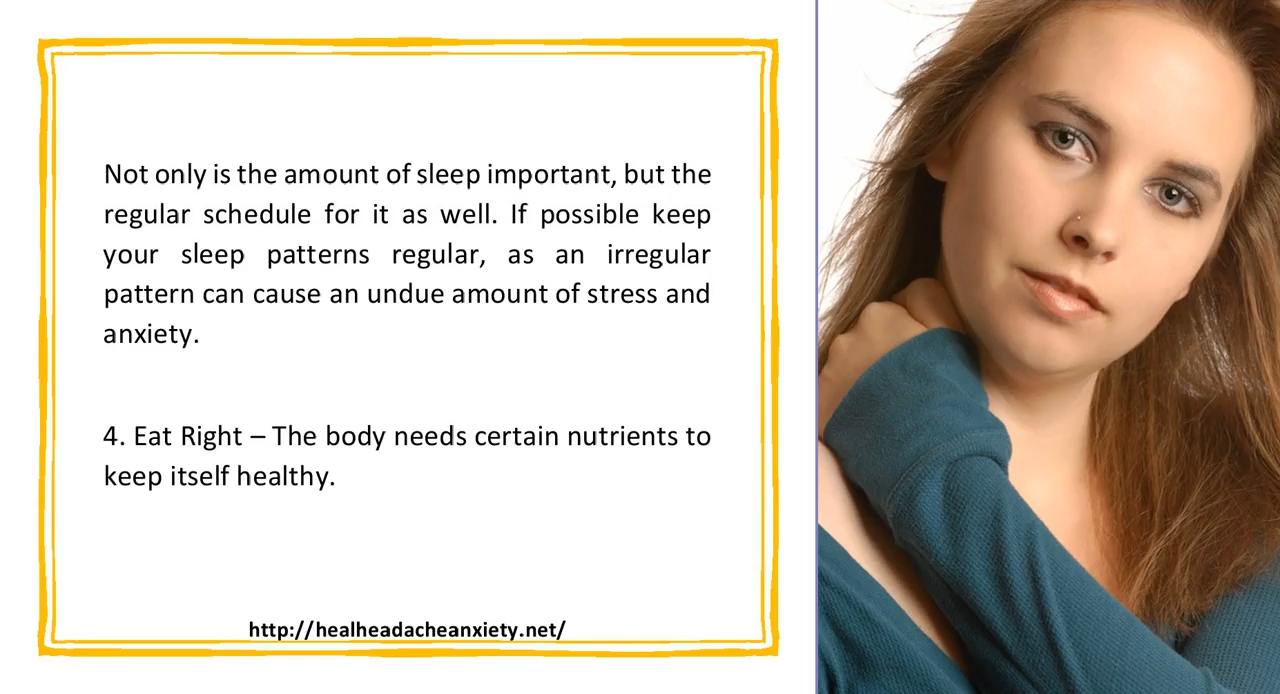 Not only is the amount of sleep important, but the
regular schedule for it as well. If possible keep
your sleep patterns regular, as an irregular
pattern can cause an undue amount of stress and
anxiety.
4. Eat Right – The body needs certain nutrients to
keep itself healthy.
http://healheadacheanxiety.net/